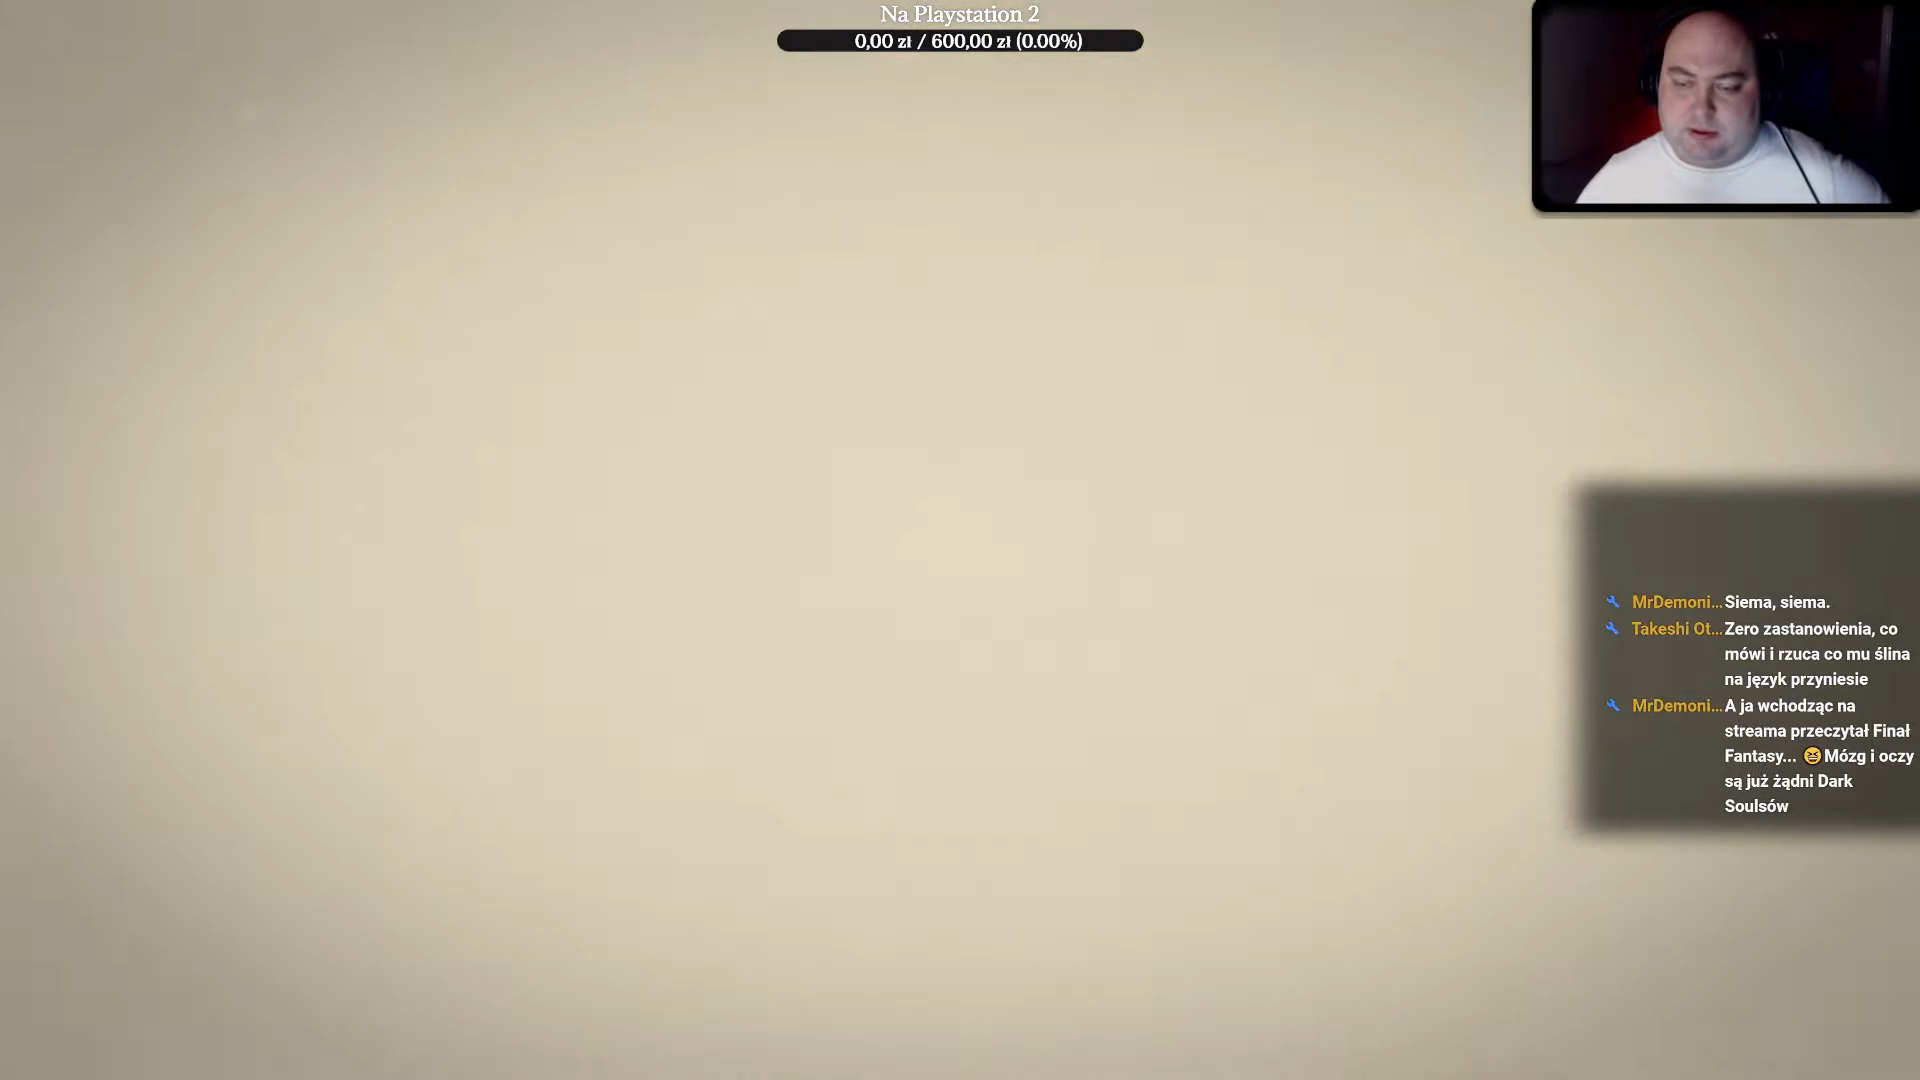 Na Playstation 2
0,00 zł / 600,00 zł (0.00%)
MrDemoni... Siema, siema.
Takeshi Ot... Zero zastanowienia, co
mówi i rzuca co mu ślina
na język przyniesie
MrDemoni... A ja wchodząc na
streama przeczytał Finał
Fantasy... 😆Mózg i oczy
są już żądni Dark
Soulsów